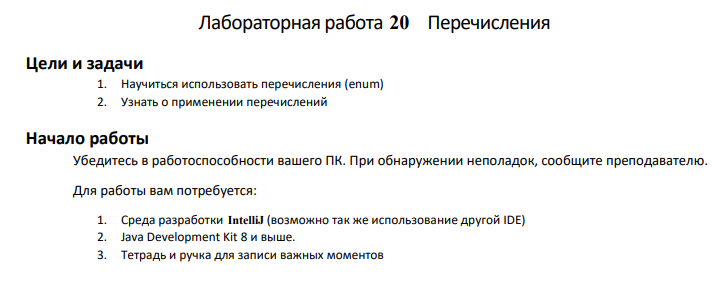 Лабораторная работа 20 Перечисления
Цели и задачи
1. Научиться использовать перечисления (enum)
2. Узнать о применении перечислений
Начало работы
Убедитесь в работоспособности вашего ПК. При обнаружении неполадок, сообщите преподавателю.
Для работы вам потребуется:
1. Среда разработки IntelliJ (возможно так же использование другой IDE)
2. Java Development Kit 8 и выше.
3. Тетрадь и ручка для записи важных моментов